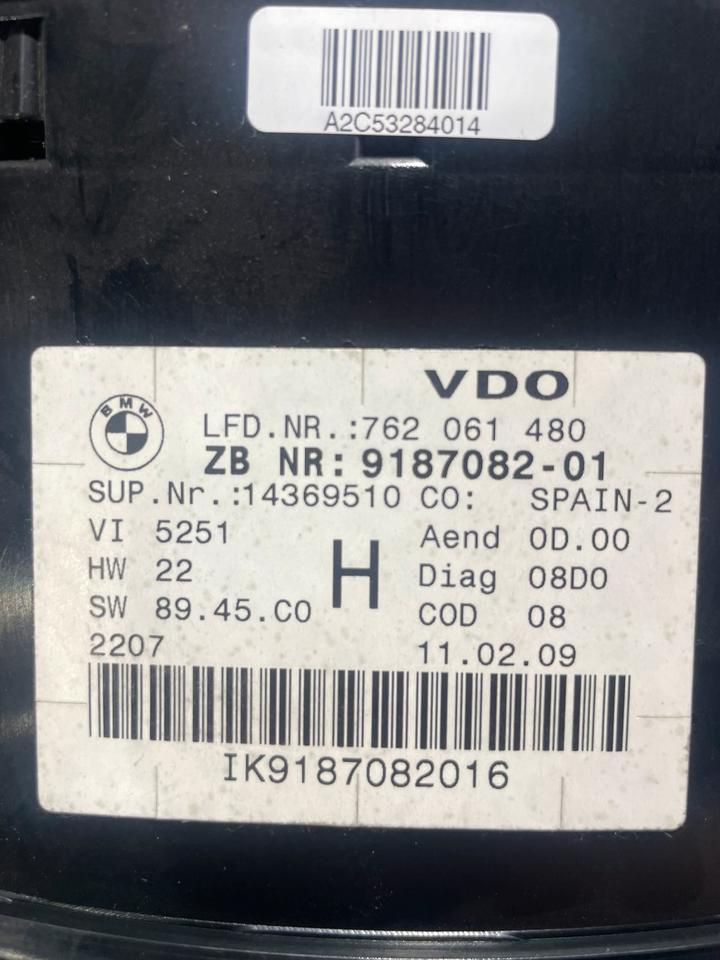 A2C53284014
VDO
BMW
LFD.NR.:762 061 480
ZB NR: 9187082-01
SUP.Nr.:14369510 CO: SPAIN-2
VI 5251 H Aend 0D.00
HW 22 Diag 08D0
SW 89.45.C0 COD 08
2207 11.02.09
IK9187082016